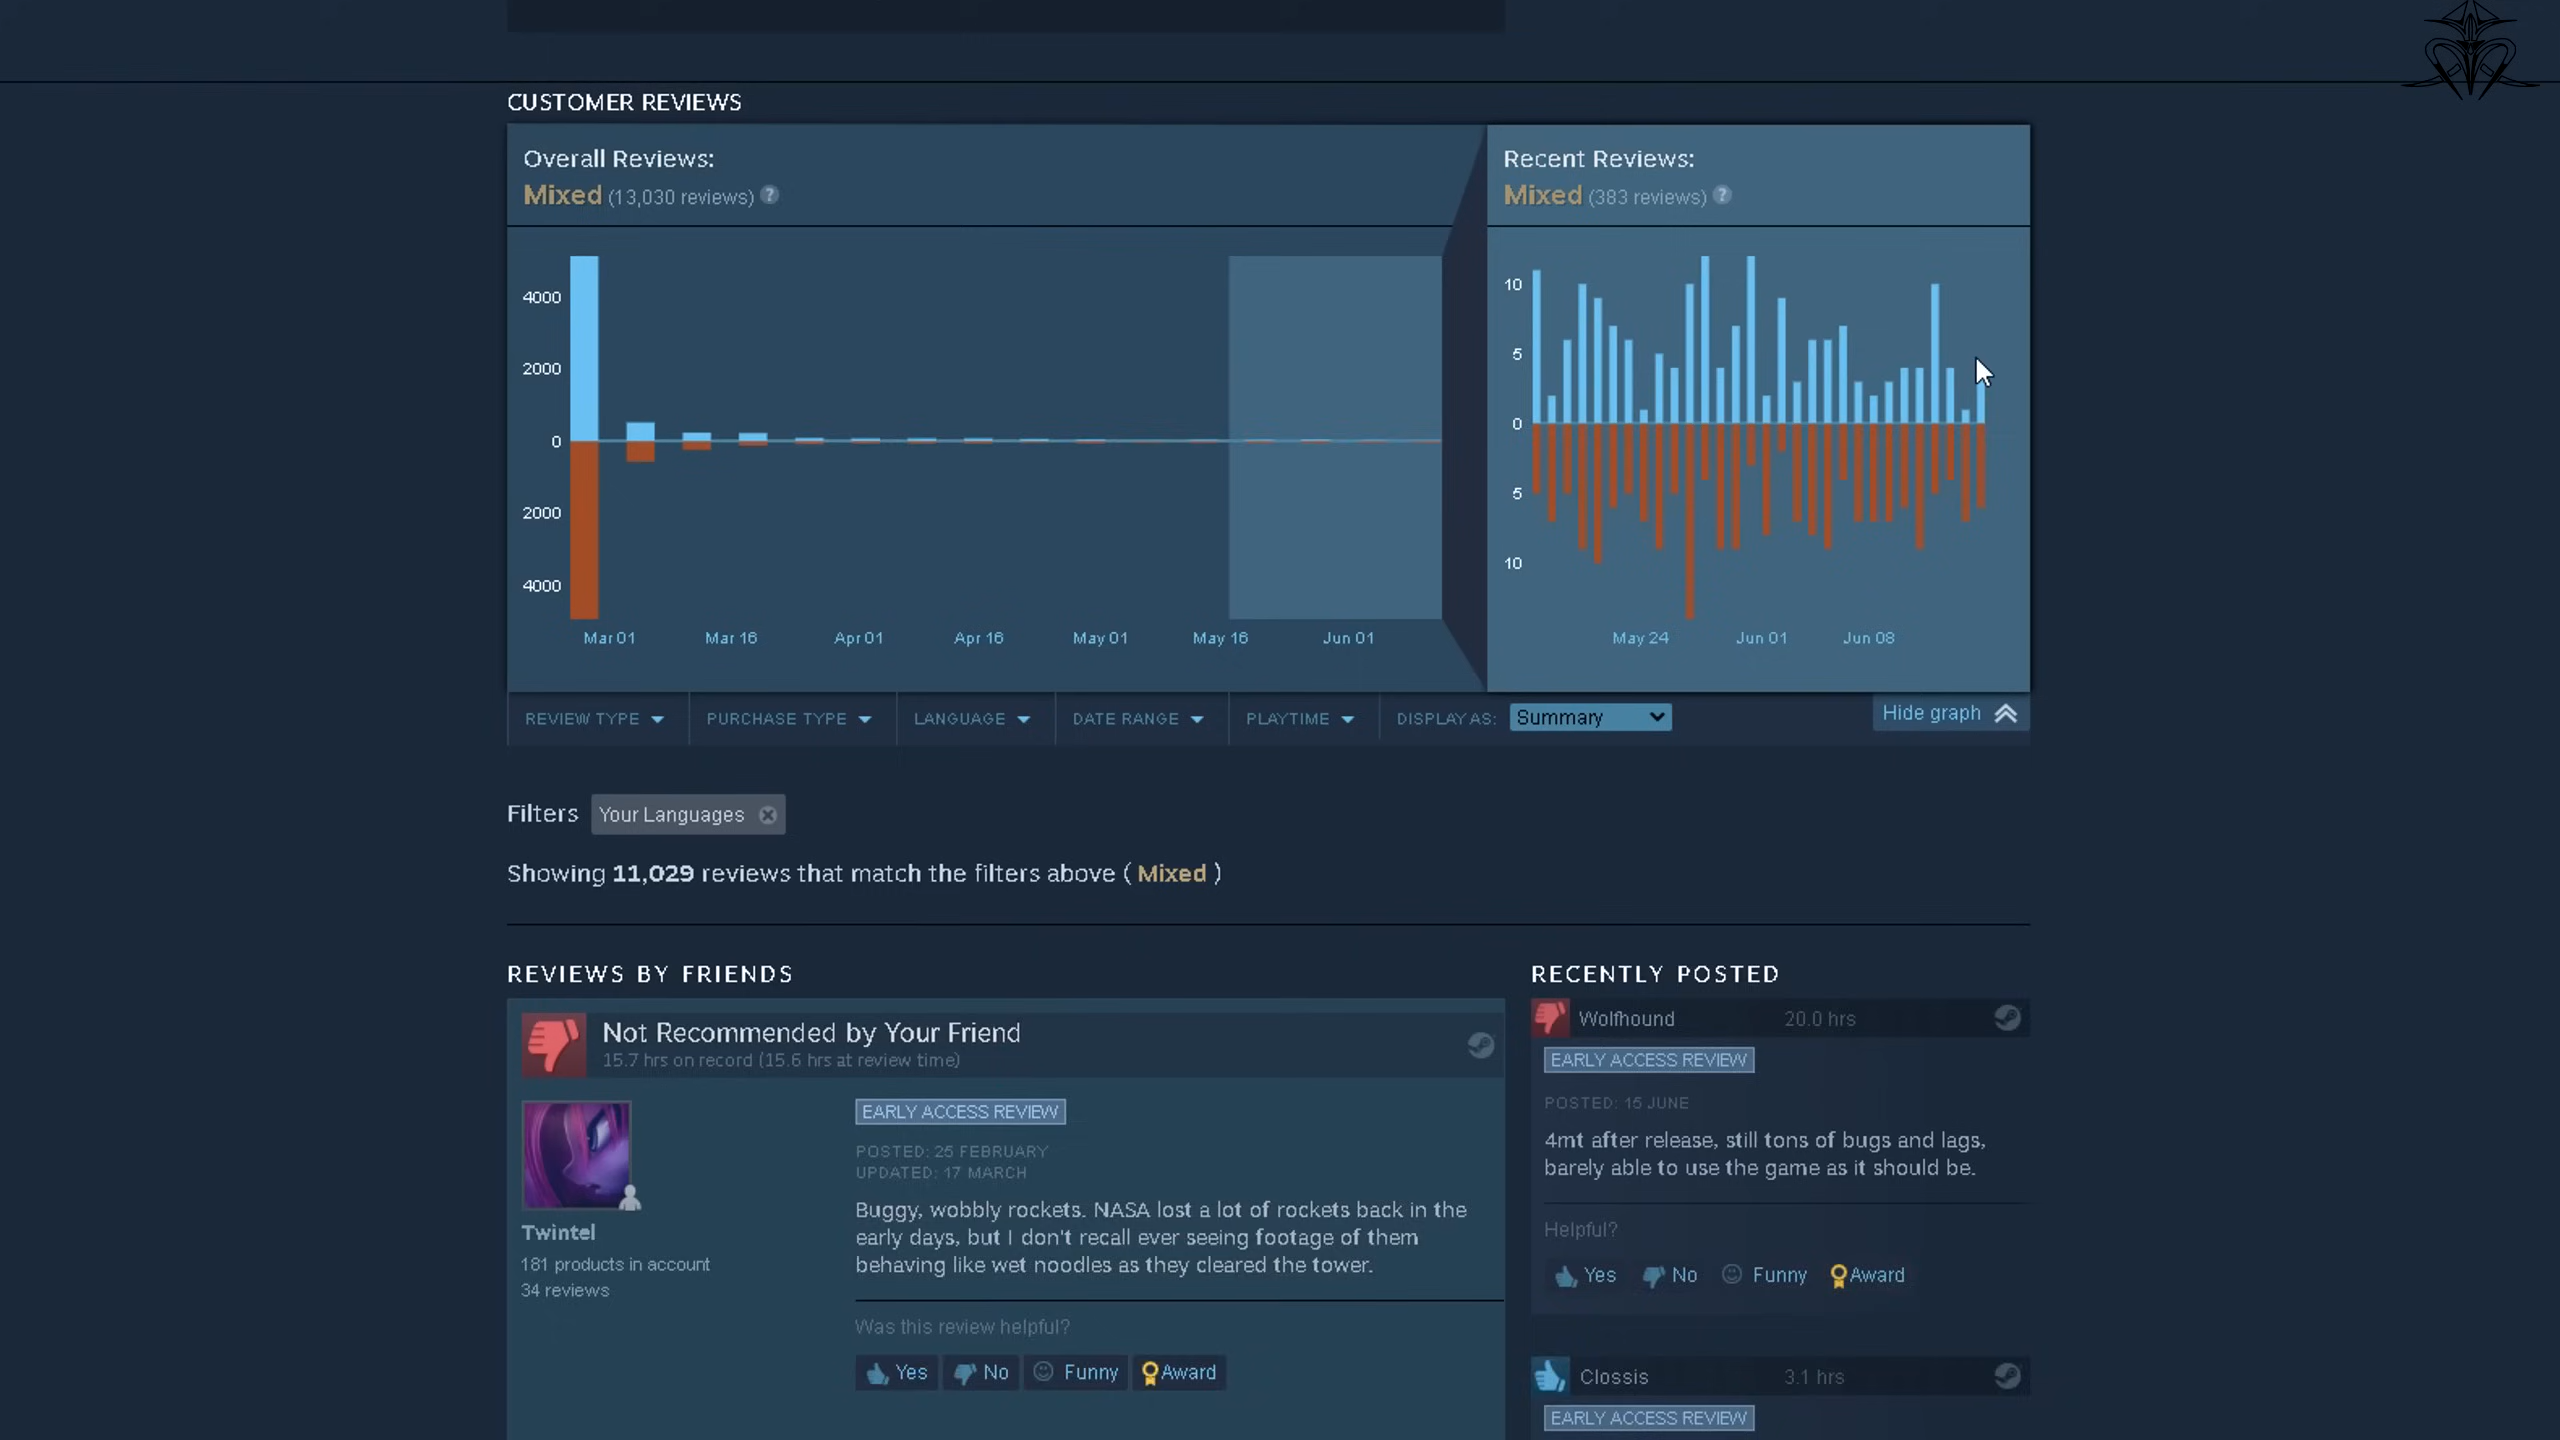 CUSTOMER REVIEWS
Overall Reviews:
Mixed (13,030 reviews) ?
4000
2000
0
2000
4000
Mar 01 Mar 16 Apr 01 Apr 16 May 01 May 16 Jun 01
Recent Reviews:
Mixed (383 reviews) ?
10
5
0
5
10
May 24 Jun 01 Jun 08
REVIEW TYPE PURCHASE TYPE LANGUAGE DATE RANGE PLAYTIME DISPLAY AS: Summary Hide graph
Filters Your Languages
Showing 11,029 reviews that match the filters above ( Mixed )
REVIEWS BY FRIENDS
Not Recommended by Your Friend
15.7 hrs on record (15.6 hrs at review time)
Twintel
181 products in account
34 reviews
EARLY ACCESS REVIEW
POSTED: 25 FEBRUARY
UPDATED: 17 MARCH
Buggy, wobbly rockets. NASA lost a lot of rockets back in the
early days, but I don't recall ever seeing footage of them
behaving like wet noodles as they cleared the tower.
Was this review helpful?
Yes No Funny Award
RECENTLY POSTED
Wolfhound 20.0 hrs
EARLY ACCESS REVIEW
POSTED: 15 JUNE
4mt after release, still tons of bugs and lags,
barely able to use the game as it should be.
Helpful?
Yes No Funny Award
Clossis 3.1 hrs
EARLY ACCESS REVIEW